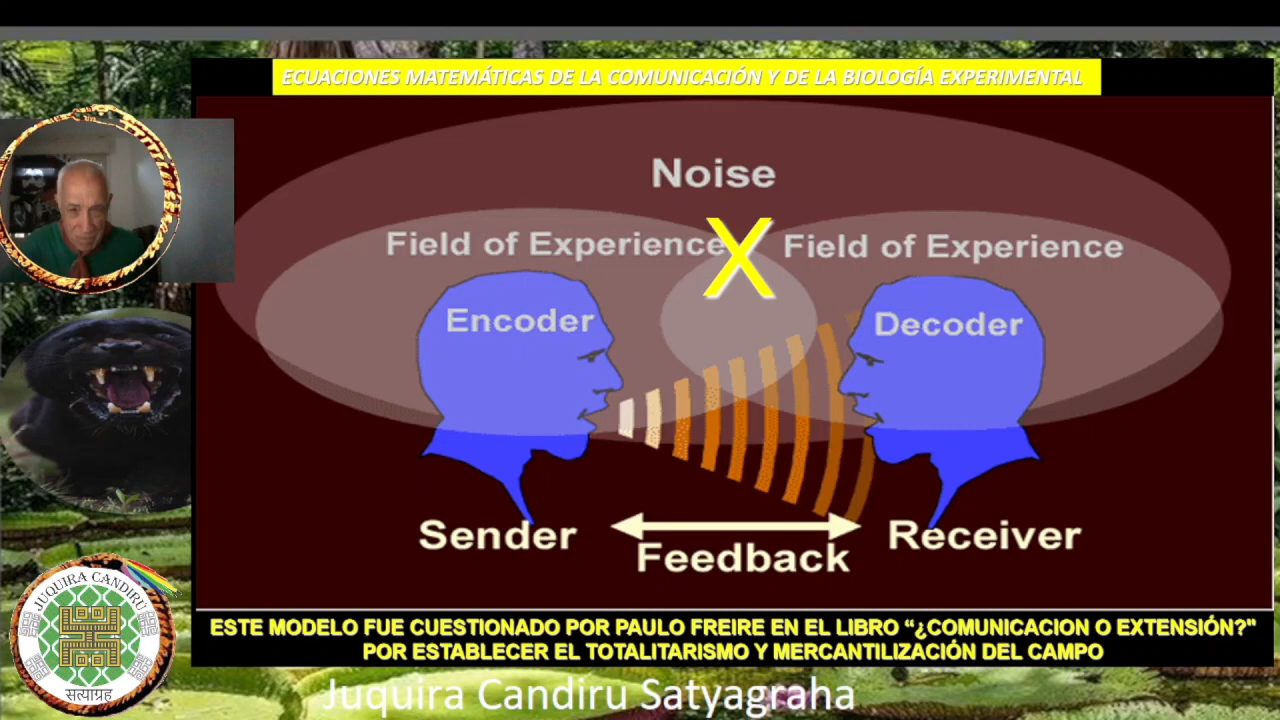 ECUACIONES MATEMÁTICAS DE LA COMUNICACIÓN Y DE LA BIOLOGÍA EXPERIMENTAL
Noise
Field of Experience X Field of Experience
Encoder
Decoder
Sender
Receiver
Feedback
ESTE MODELO FUE CUESTIONADO POR PAULO FREIRE EN EL LIBRO “¿COMUNICACION O EXTENSIÓN?"
POR ESTABLECER EL TOTALITARISMO Y MERCANTILIZACIÓN DEL CAMPO
JUQUIRA CANDIRU
सत्याग्रह
Juquira Candiru Satyagraha